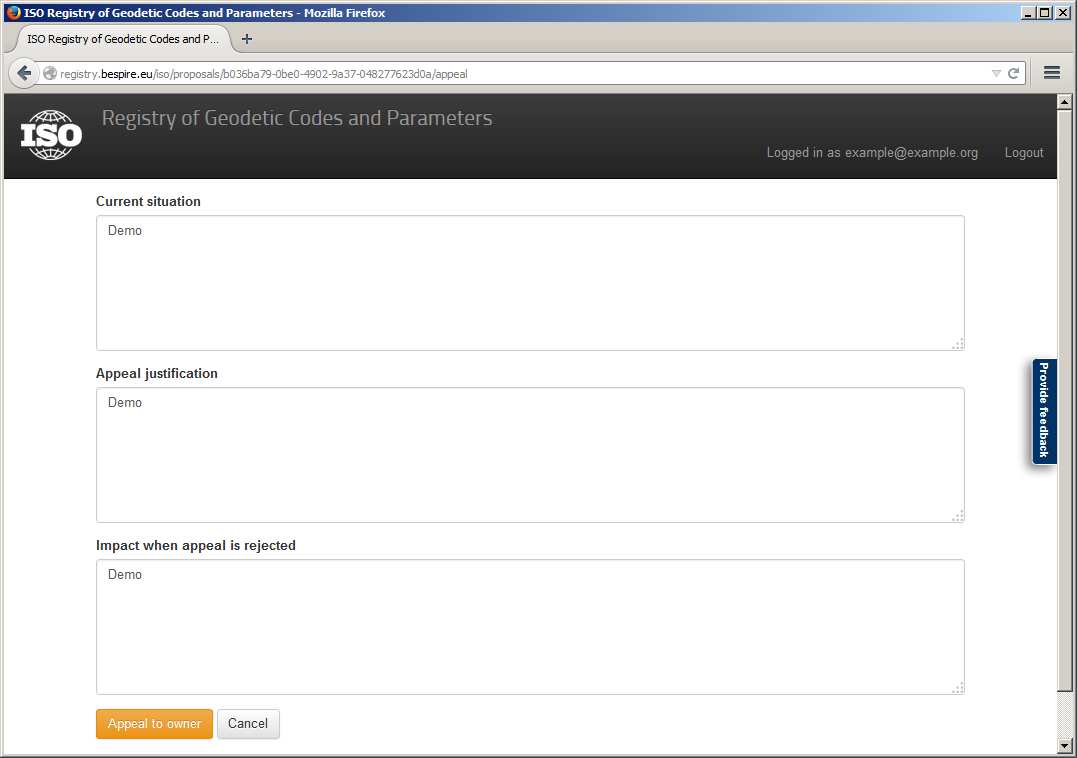 ISO Registry of Geodetic Codes and Parameters - Mozilla Firefox
ISO Registry of Geodetic Codes and P...
registry.bespire.eu/iso/proposals/b036ba79-0be0-4902-9a37-048277623d0a/appeal
ISO
Registry of Geodetic Codes and Parameters
Logged in as example@example.org Logout
Current situation
Demo
Appeal justification
Demo
Provide feedback
Impact when appeal is rejected
Demo
Appeal to owner Cancel